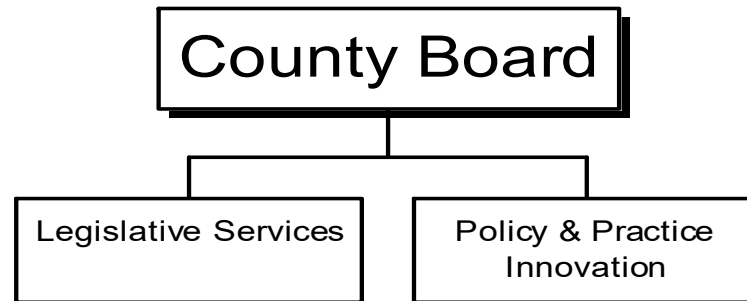 County Board
Legislative Services
Policy & Practice
Innovation